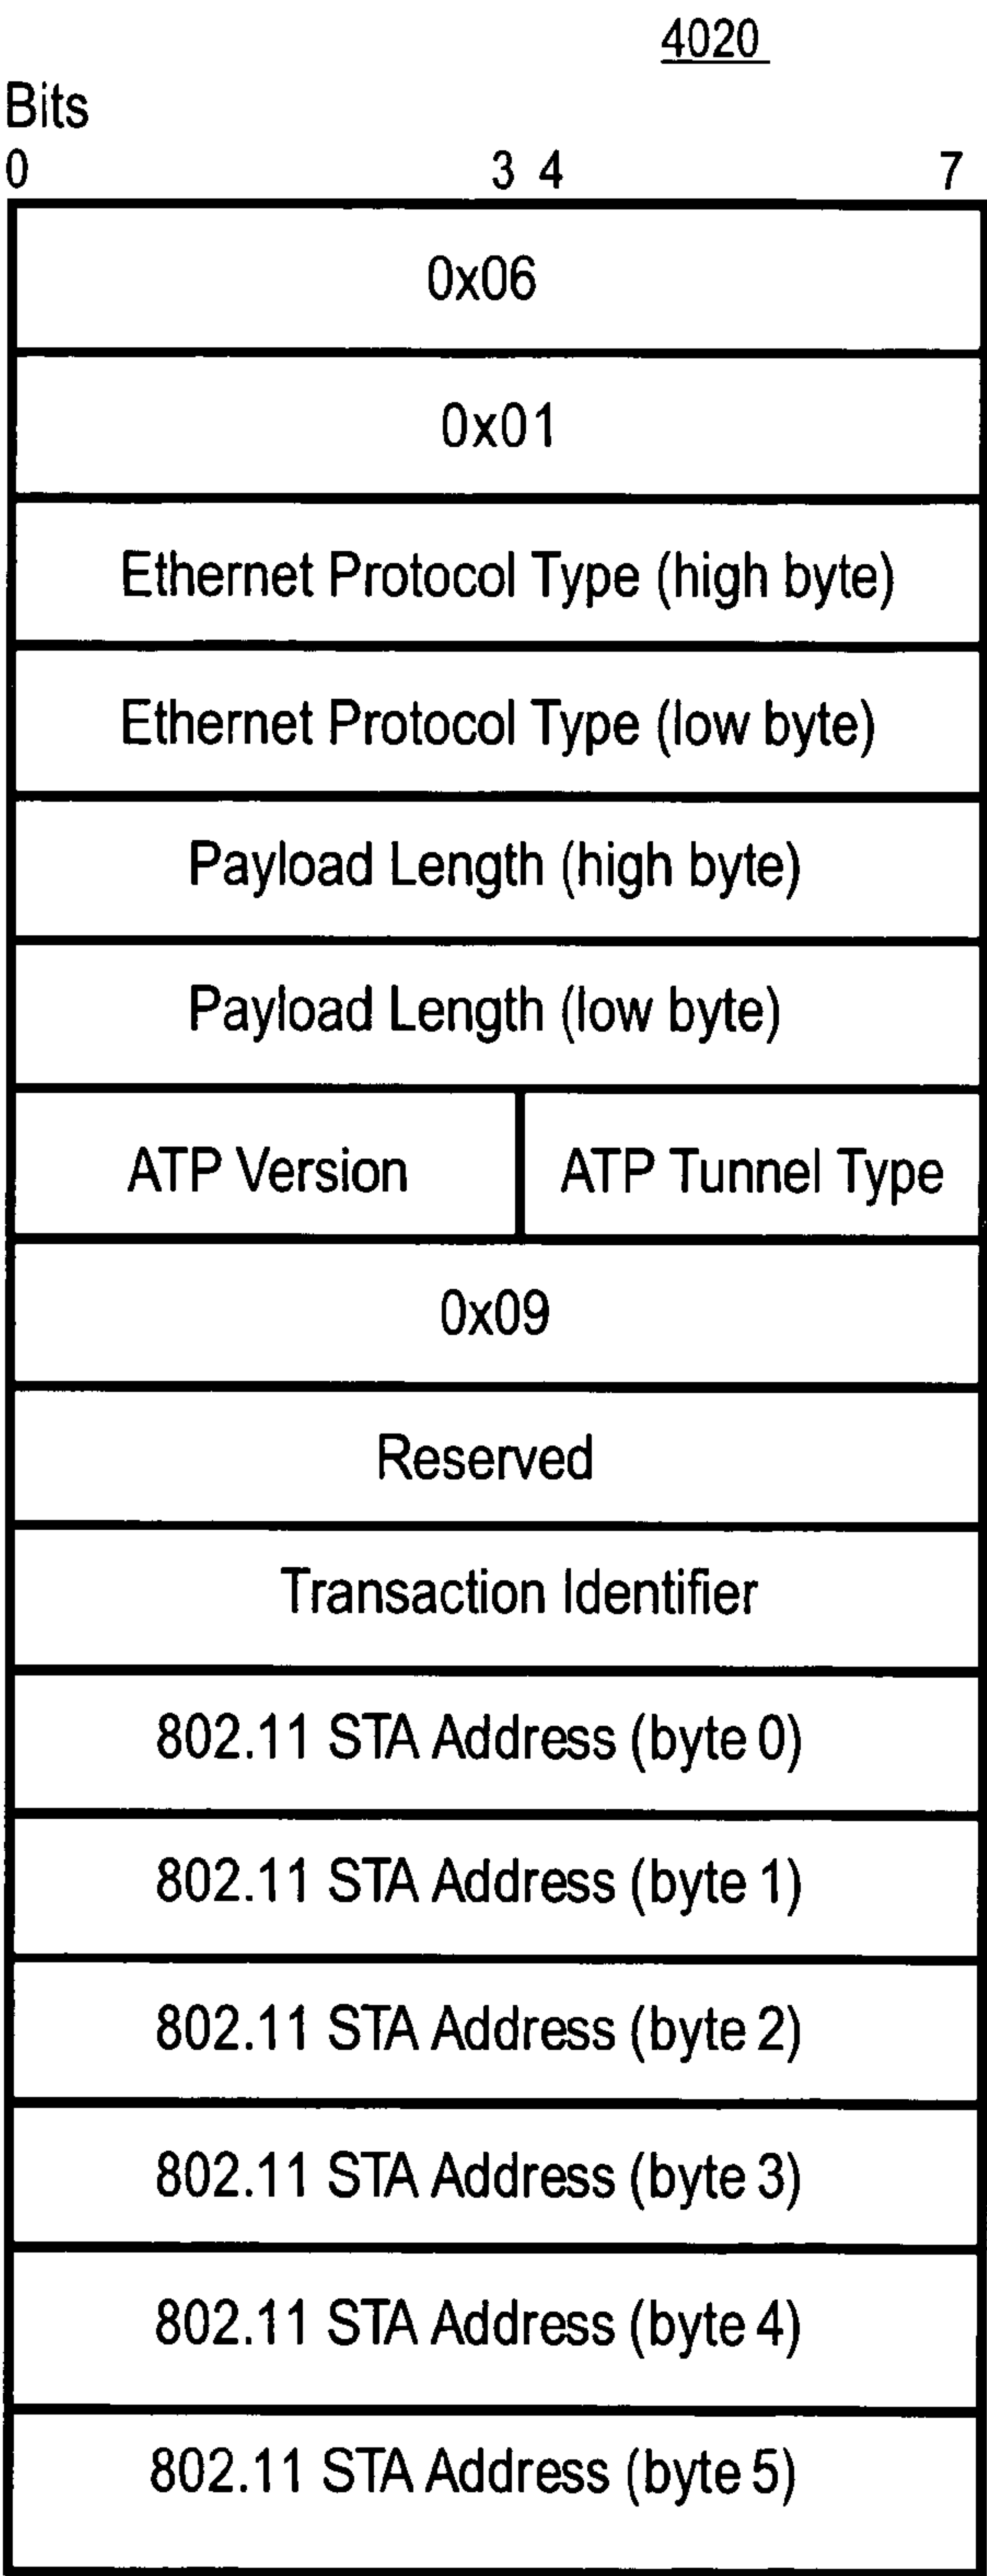 4020
Bits
0 3 4 7
0x06
0x01
Ethernet Protocol Type (high byte)
Ethernet Protocol Type (low byte)
Payload Length (high byte)
Payload Length (low byte)
ATP Version ATP Tunnel Type
0x09
Reserved
Transaction Identifier
802.11 STA Address (byte 0)
802.11 STA Address (byte 1)
802.11 STA Address (byte 2)
802.11 STA Address (byte 3)
802.11 STA Address (byte 4)
802.11 STA Address (byte 5)